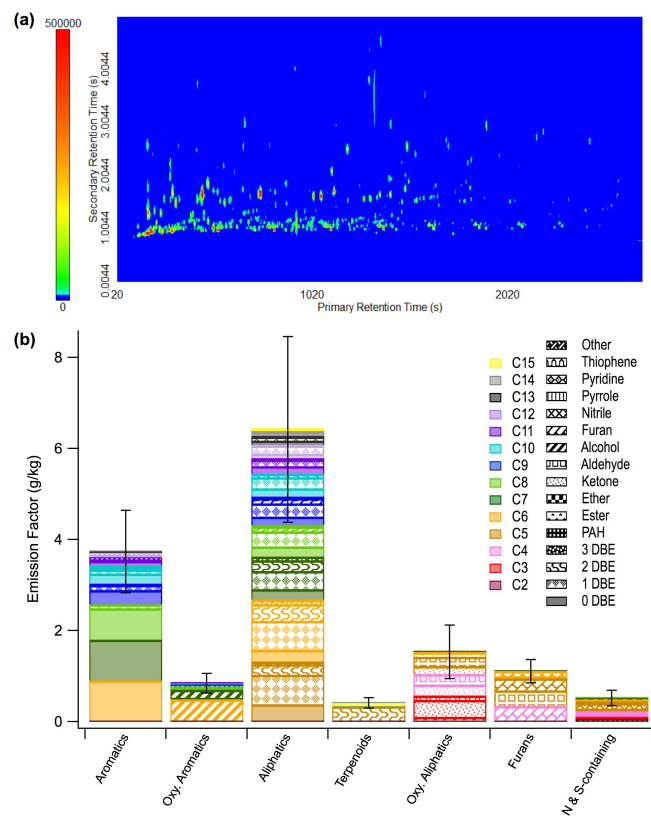 (a)
500000
0
Secondary Retention Time (s)
4.0044
3.0044
2.0044
1.0044
0.0044
20
1020
2020
Primary Retention Time (s)
(b)
Emission Factor (g/kg)
8
6
4
2
0
C15
C14
C13
C12
C11
C10
C9
C8
C7
C6
C5
C4
C3
C2
Other
Thiophene
Pyridine
Pyrrole
Nitrile
Furan
Alcohol
Aldehyde
Ketone
Ether
Ester
PAH
3 DBE
2 DBE
1 DBE
0 DBE
Aromatics
Oxy. Aromatics
Aliphatics
Terpenoids
Oxy. Aliphatics
Furans
N & S-containing